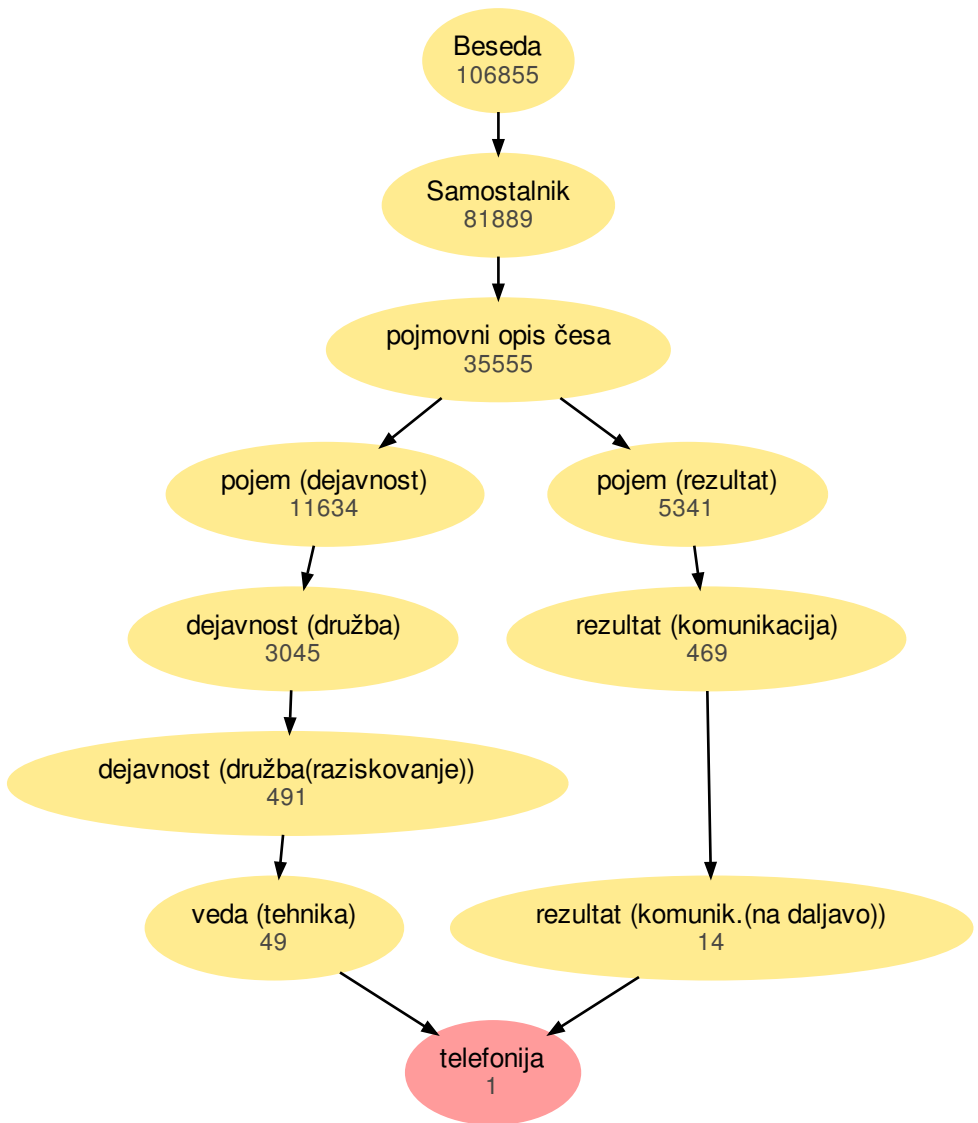 Beseda
106855
Samostalnik
81889
pojmovni opis česa
35555
pojem (dejavnost)
11634
pojem (rezultat)
5341
dejavnost (družba)
3045
rezultat (komunikacija)
469
dejavnost (družba(raziskovanje))
491
veda (tehnika)
49
rezultat (komunik.(na daljavo))
14
telefonija
1